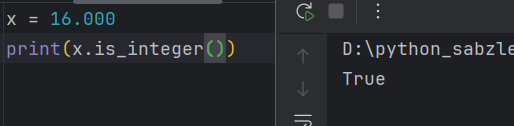 x = 16.000
print(x.is_integer())
D:\python_sabzle
True